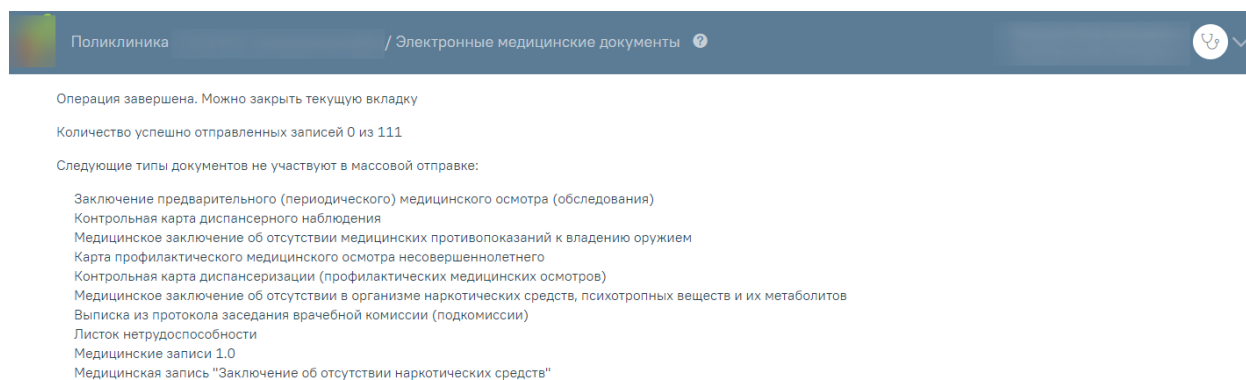 Поликлиника / Электронные медицинские документы ?
Операция завершена. Можно закрыть текущую вкладку
Количество успешно отправленных записей 0 из 111
Следующие типы документов не участвуют в массовой отправке:
Заключение предварительного (периодического) медицинского осмотра (обследования)
Контрольная карта диспансерного наблюдения
Медицинское заключение об отсутствии медицинских противопоказаний к владению оружием
Карта профилактического медицинского осмотра несовершеннолетнего
Контрольная карта диспансеризации (профилактических медицинских осмотров)
Медицинское заключение об отсутствии в организме наркотических средств, психотропных веществ и их метаболитов
Выписка из протокола заседания врачебной комиссии (подкомиссии)
Листок нетрудоспособности
Медицинские записи 1.0
Медицинская запись "Заключение об отсутствии наркотических средств"